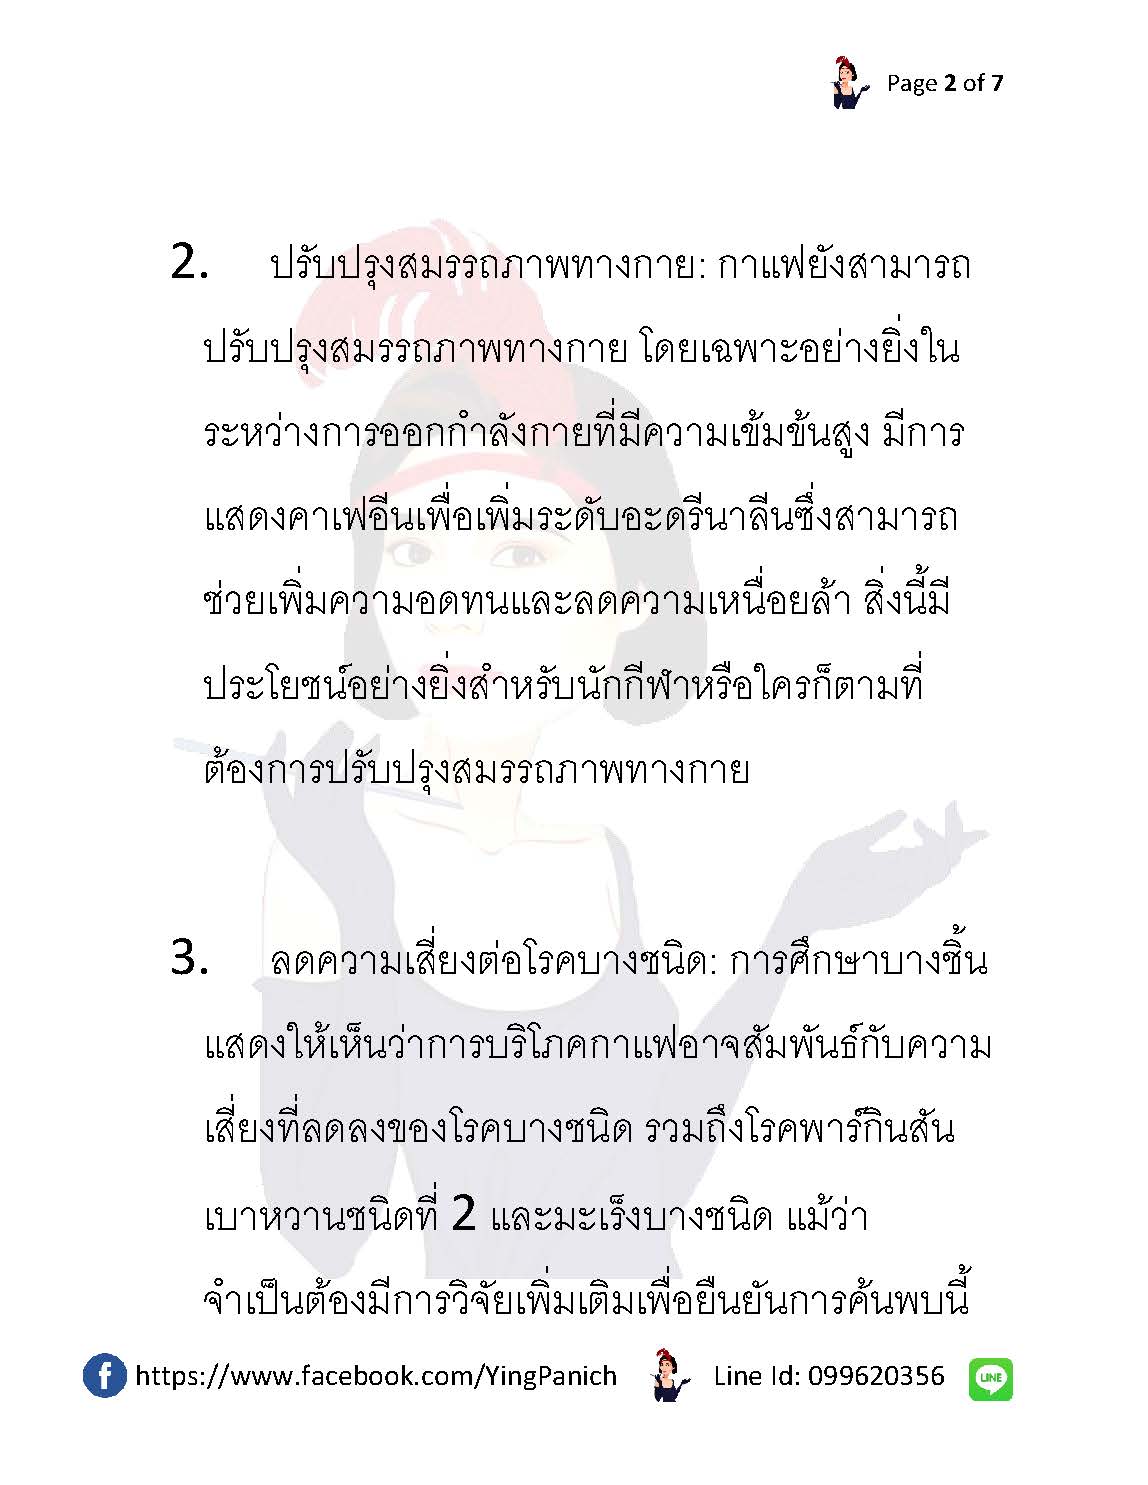 Page 2 of 7
2. ปรับปรุงสมรรถภาพทางกาย: กาแฟยังสามารถ
ปรับปรุงสมรรถภาพทางกาย โดยเฉพาะอย่างยิ่งใน
ระหว่างการออกกำลังกายที่มีความเข้มข้นสูง มีการ
แสดงคาเฟอีนเพื่อเพิ่มระดับอะดรีนาลีนซึ่งสามารถ
ช่วยเพิ่มความอดทนและลดความเหนื่อยล้า สิ่งนี้มี
ประโยชน์อย่างยิ่งสำหรับนักกีฬาหรือใครก็ตามที่
ต้องการปรับปรุงสมรรถภาพทางกาย
3. ลดความเสี่ยงต่อโรคบางชนิด: การศึกษาบางชิ้น
แสดงให้เห็นว่าการบริโภคกาแฟอาจสัมพันธ์กับความ
เสี่ยงที่ลดลงของโรคบางชนิด รวมถึงโรคพาร์กินสัน
เบาหวานชนิดที่ 2 และมะเร็งบางชนิด แม้ว่า
จำเป็นต้องมีการวิจัยเพิ่มเติมเพื่อยืนยันการค้นพบนี้
https://www.facebook.com/YingPanich Line Id: 099620356 LINE